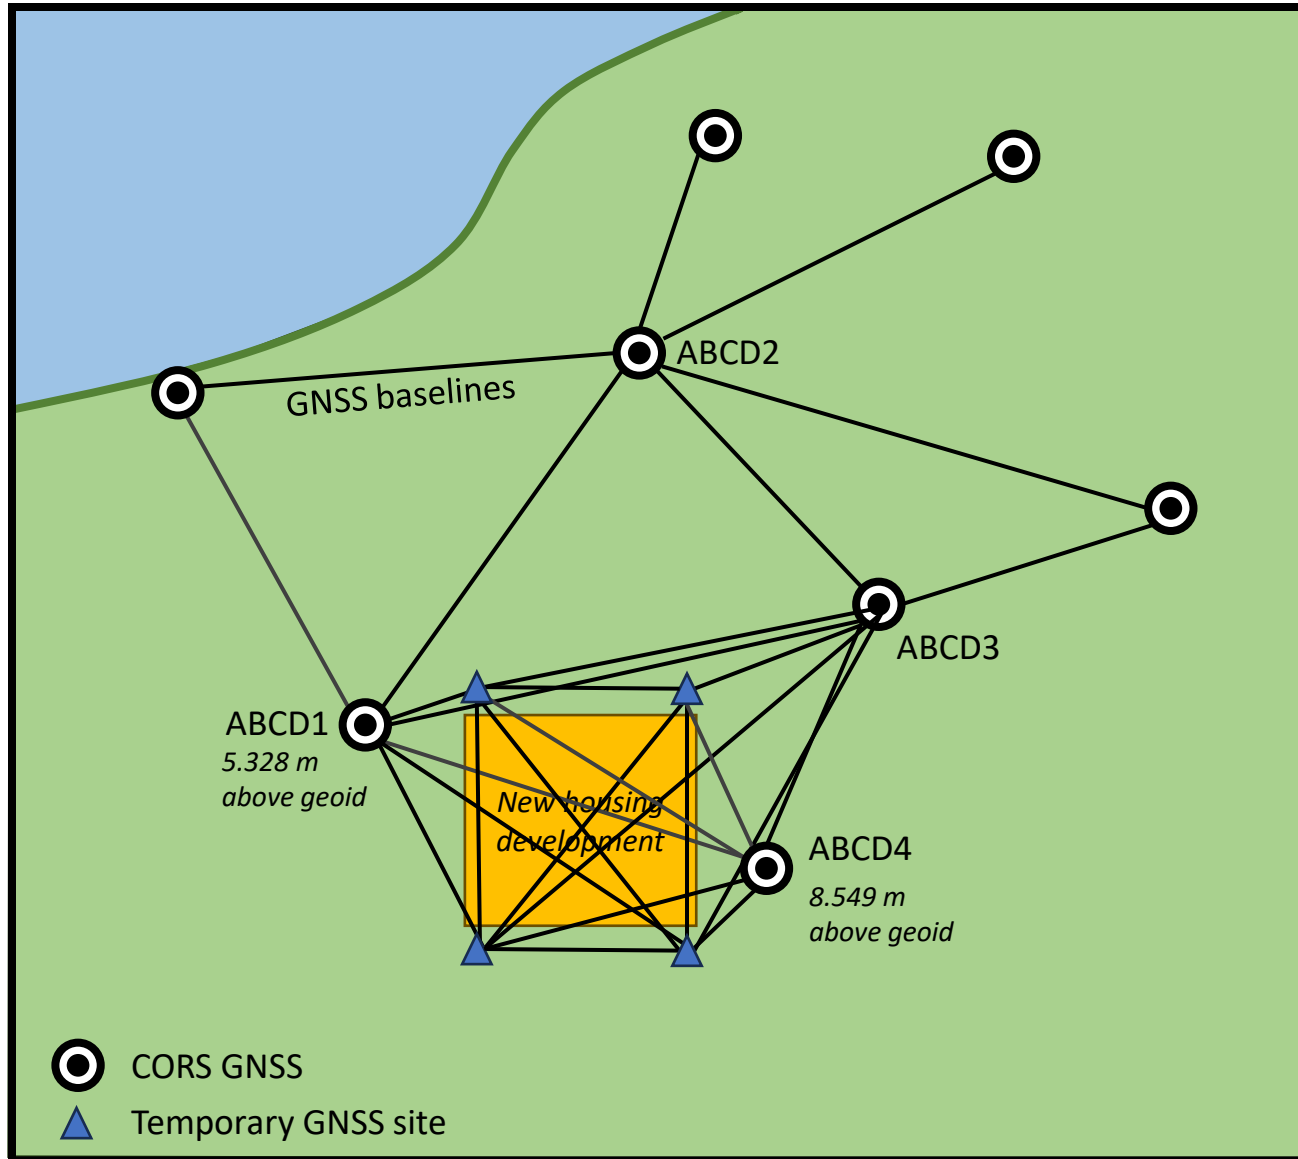 ABCD2
GNSS baselines
ABCD3
ABCD1
5.328 m
above geoid
New housing
development
ABCD4
8.549 m
above geoid
CORS GNSS
Temporary GNSS site